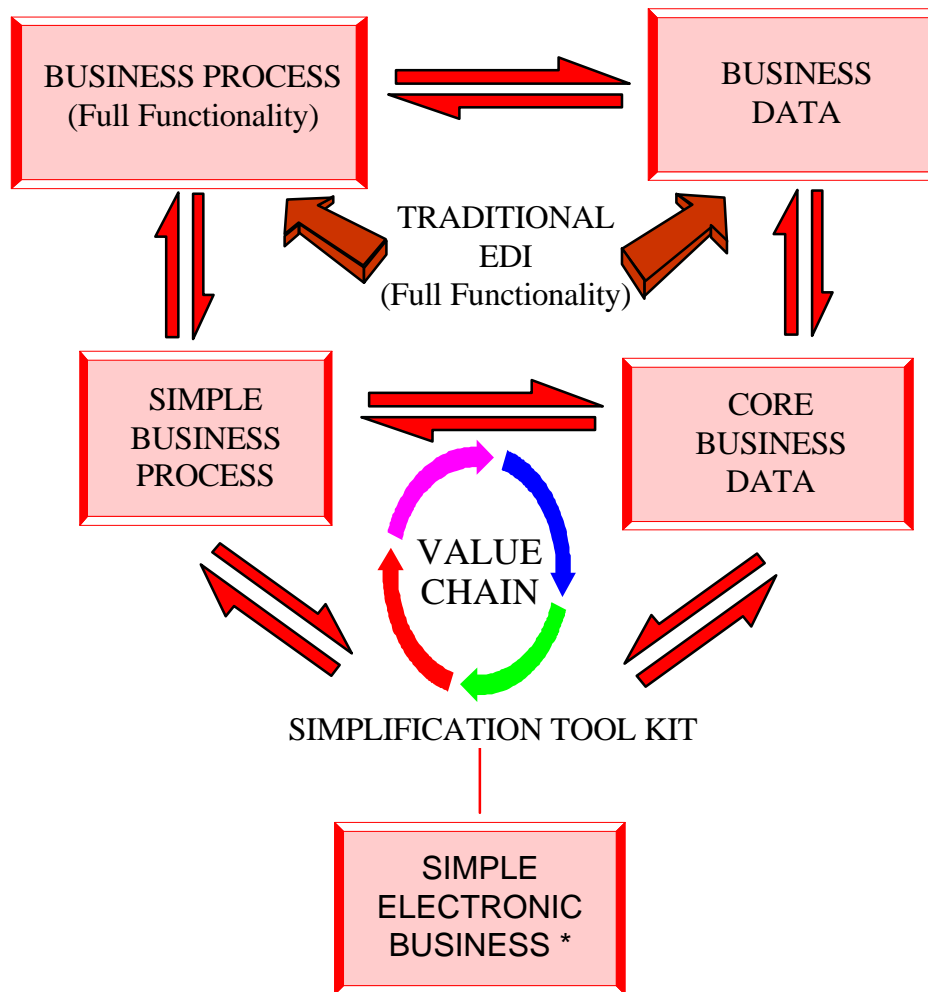 BUSINESS PROCESS
(Full Functionality)
BUSINESS
DATA
TRADITIONAL
EDI
(Full Functionality)
SIMPLE
BUSINESS
PROCESS
CORE
BUSINESS
DATA
VALUE
CHAIN
SIMPLIFICATION TOOL KIT
SIMPLE
ELECTRONIC
BUSINESS *